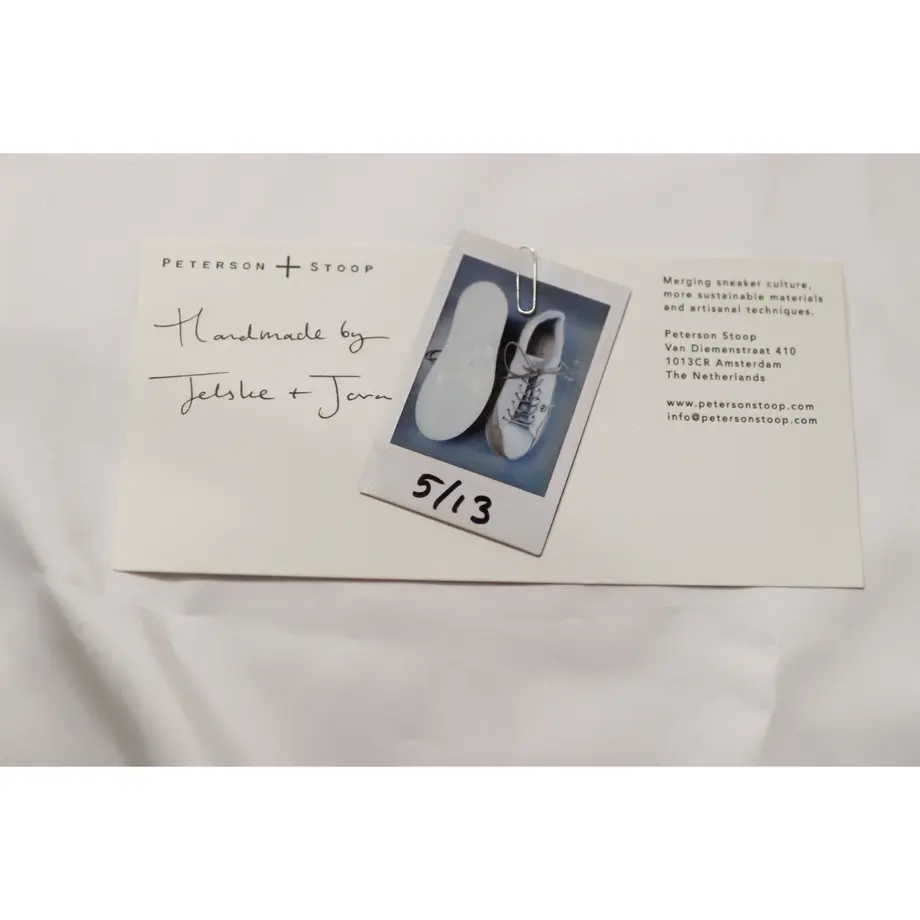 PETERSON + STOOP
Handmade by
Jelske + Jara
5/13
Merging sneaker culture,
more sustainable materials
and artisanal techniques.
Peterson Stoop
Van Diemenstraat 410
1013CR Amsterdam
The Netherlands
www.petersonstoop.com
info@petersonstoop.com